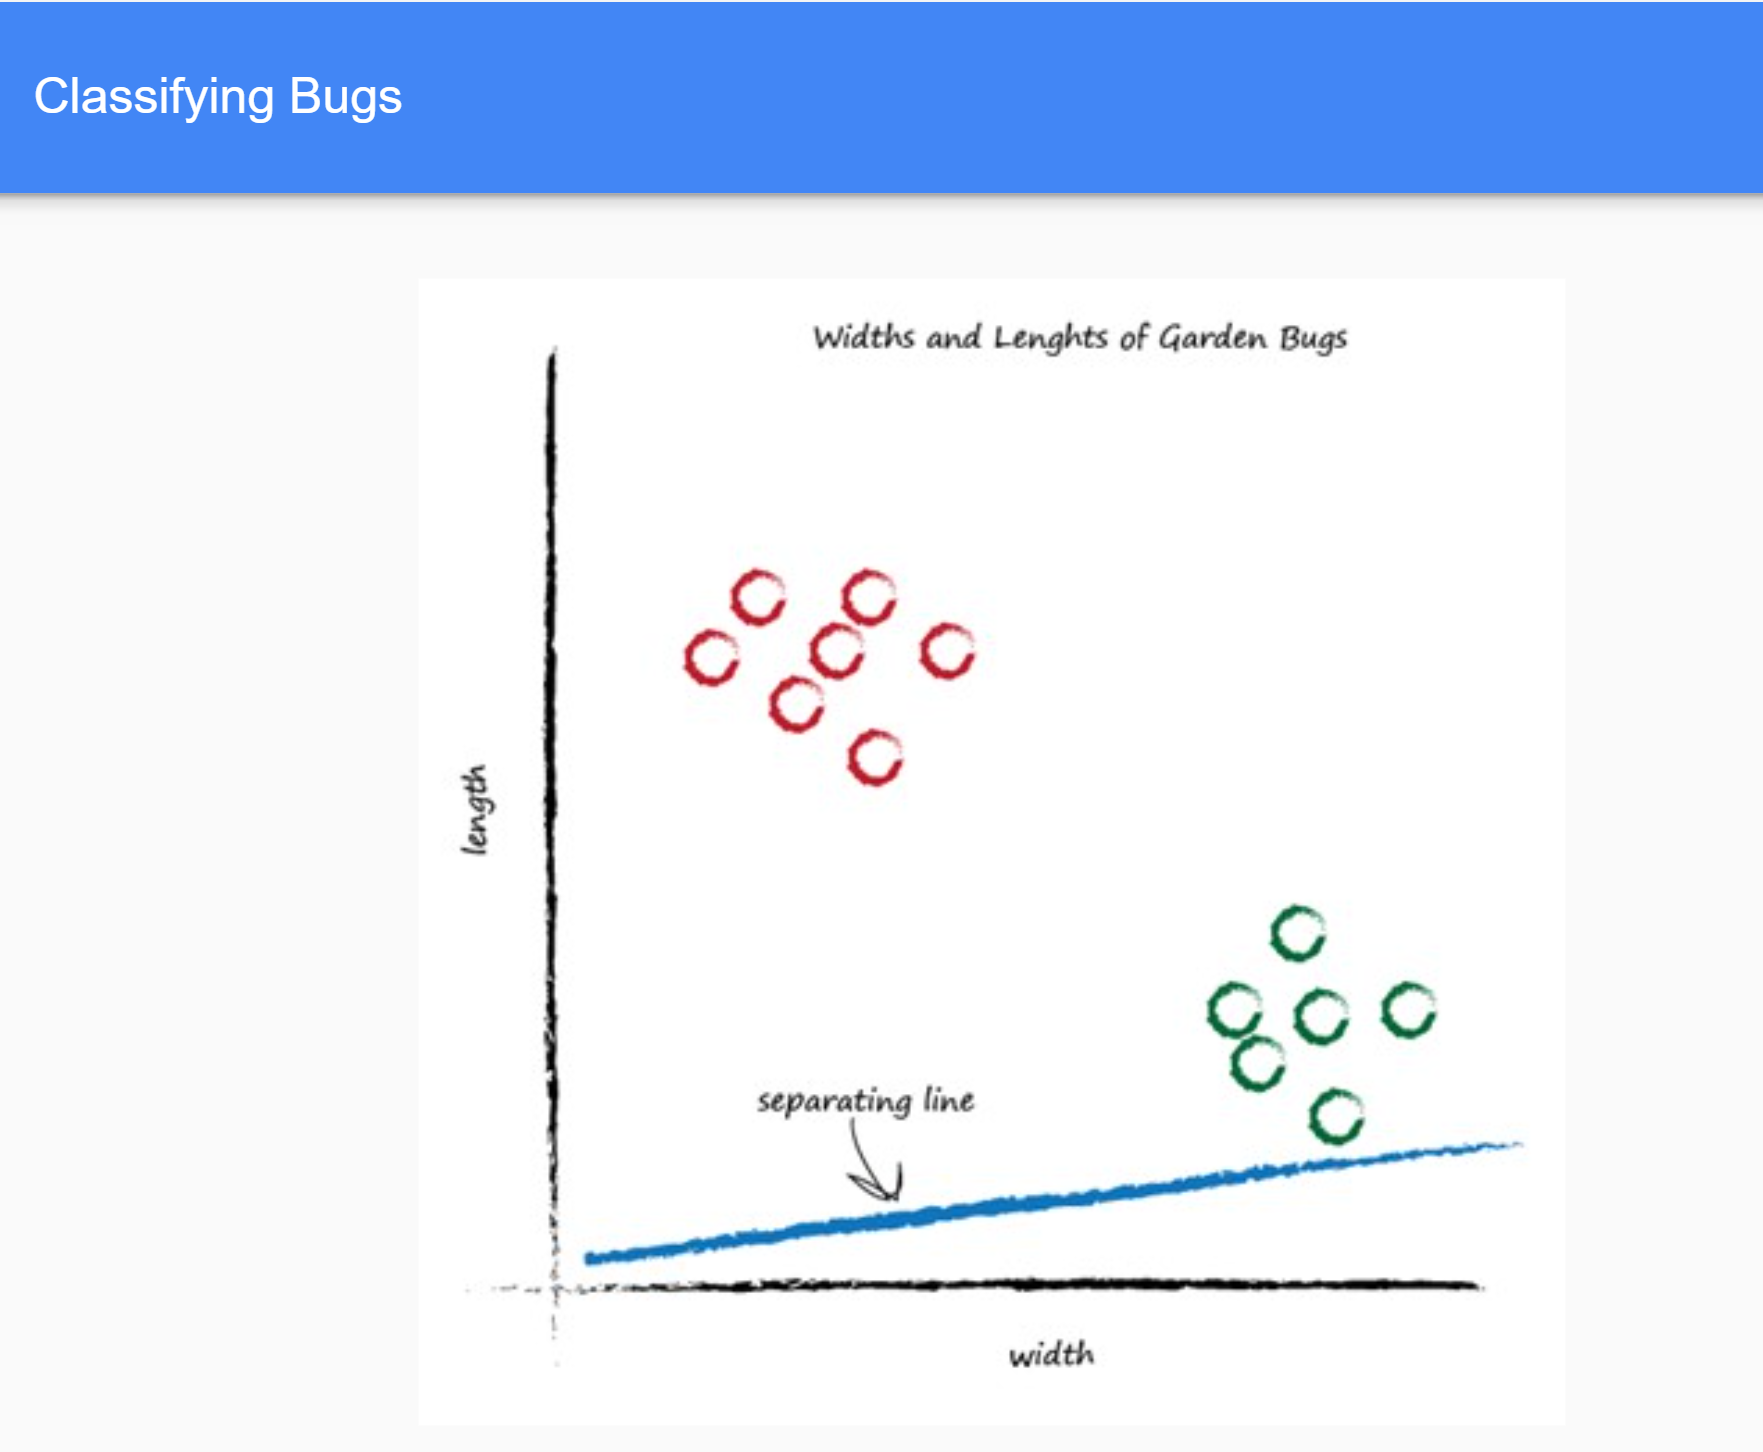 Classifying Bugs
Widths and Lenghts of Garden Bugs
length
separating line
width